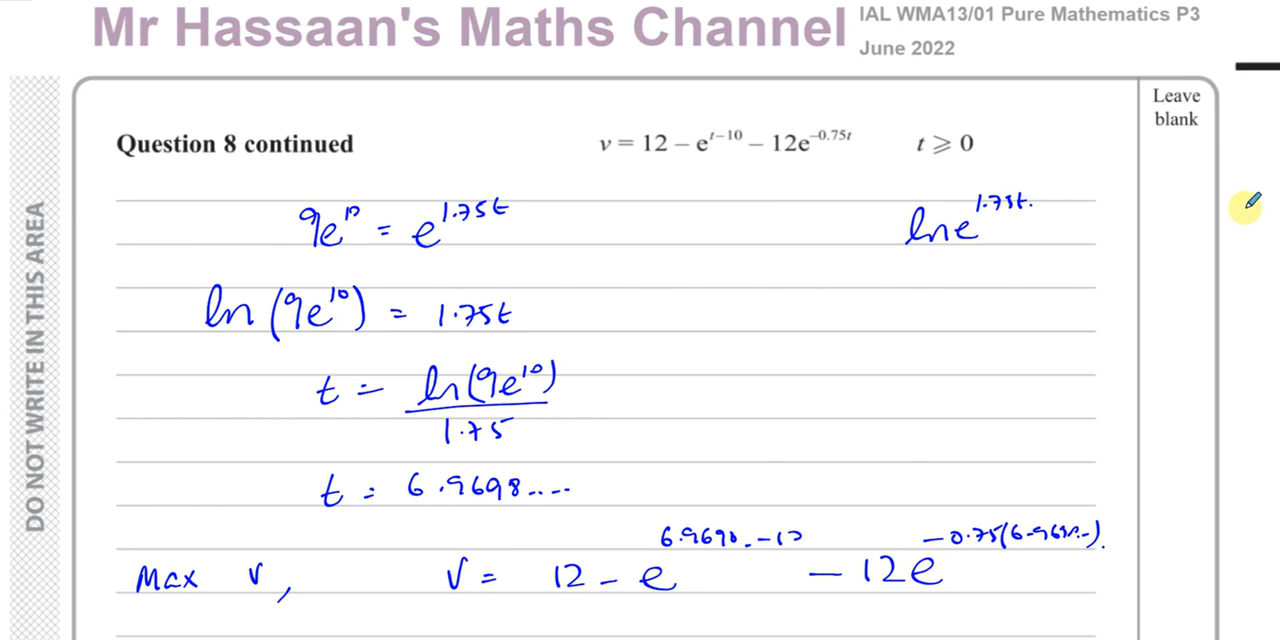 Mr Hassaan's Maths Channel
IAL WMA13/01 Pure Mathematics P3
June 2022
Leave
blank
Question 8 continued
v = 12 − e^{t−10} − 12e^{−0.75t} t ⩾ 0
9e^{10} = e^{1.75t}
ln e^{1.75t}.
ln (9e^{10}) = 1.75t
t = ln(9e^{10}) / 1.75
t = 6.9698....
Max V, V = 12 − e^{6.9698..−10} − 12e^{−0.75(6.9698..)}.
DO NOT WRITE IN THIS AREA